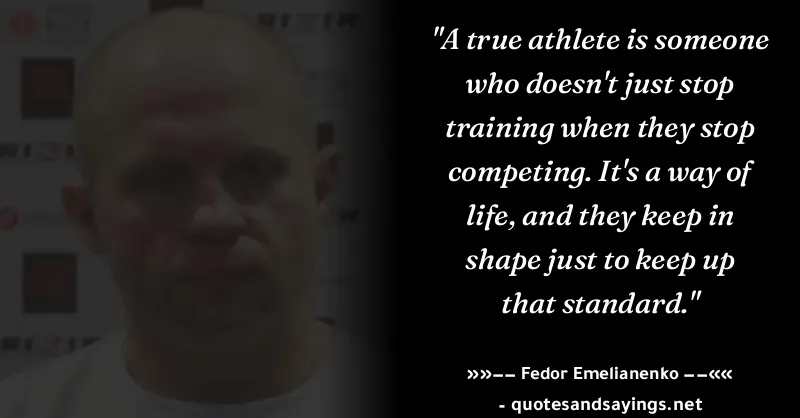 "A true athlete is someone
who doesn't just stop
training when they stop
competing. It's a way of
life, and they keep in
shape just to keep up
that standard."
»»−− Fedor Emelianenko −−««
- quotesandsayings.net